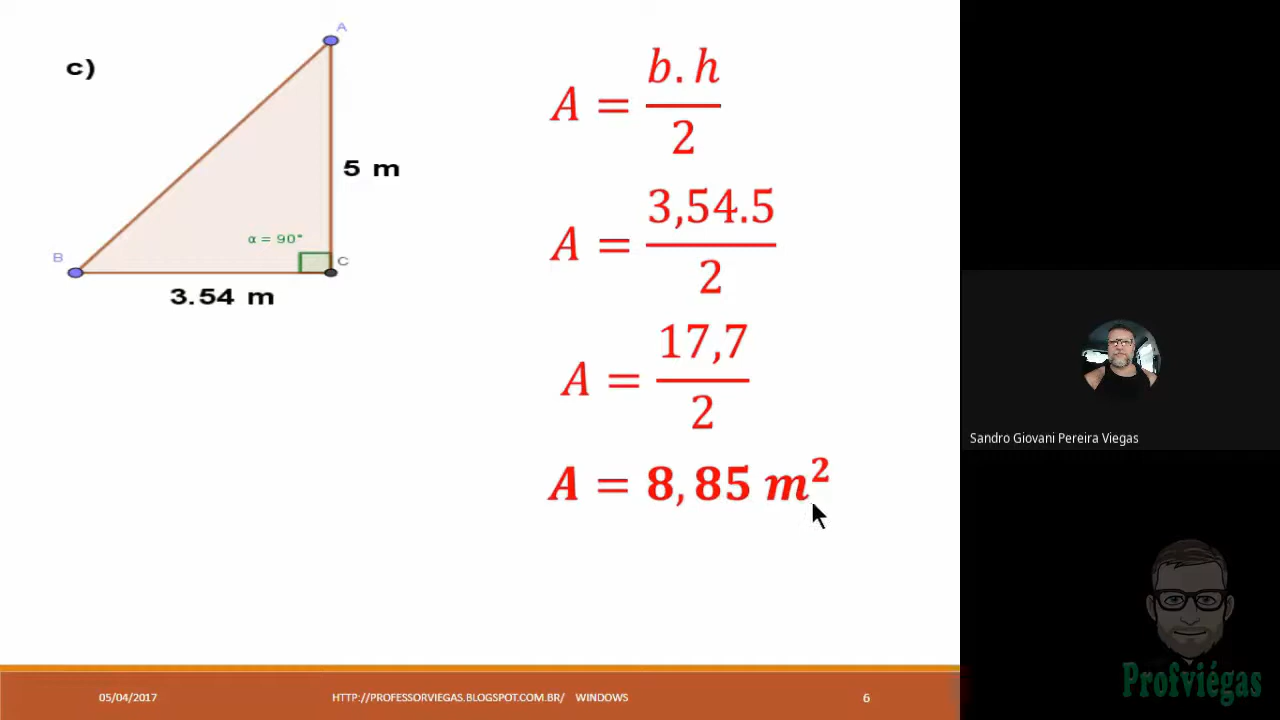 c)
A
5 m
α = 90°
B
C
3.54 m
A = b . h / 2
A = 3,54.5 / 2
A = 17,7 / 2
A = 8,85 m²
Sandro Giovani Pereira Viegas
Profviégas
05/04/2017
HTTP://PROFESSORVIEGAS.BLOGSPOT.COM.BR/ WINDOWS
6